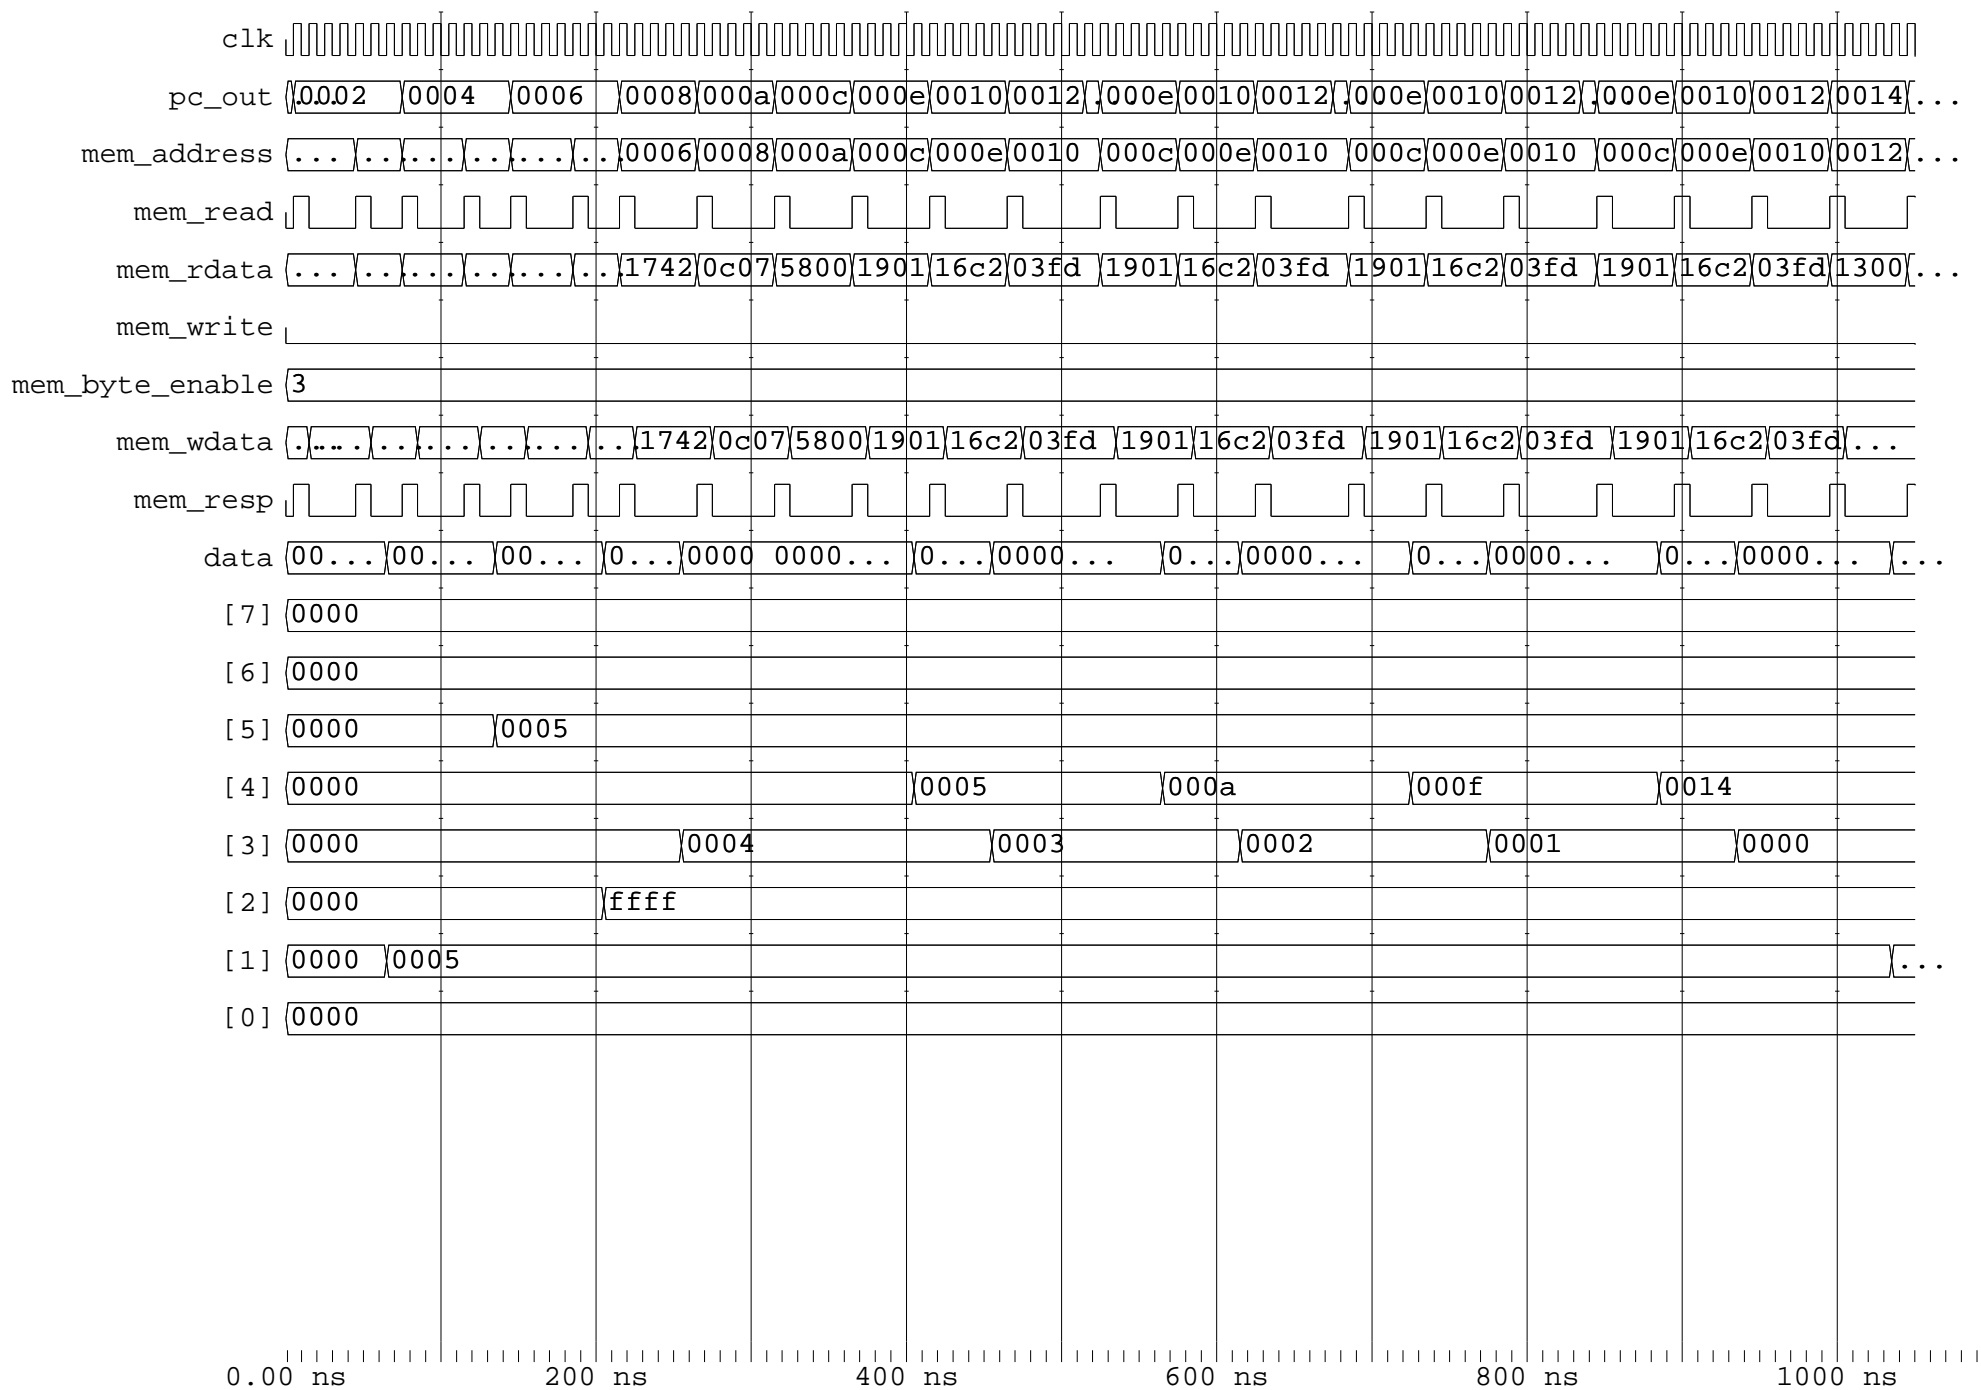 clk
pc_out 0002 0004 0006 0008 000a 000c 000e 0010 0012 ... 000e 0010 0012 ... 000e 0010 0012 ... 000e 0010 0012 0014 ...
mem_address ... ... ... ... ... ... 0006 0008 000a 000c 000e 0010 000c 000e 0010 000c 000e 0010 000c 000e 0010 0012 ...
mem_read
mem_rdata ... ... ... ... ... ... 1742 0c07 5800 1901 16c2 03fd 1901 16c2 03fd 1901 16c2 03fd 1901 16c2 03fd 1300 ...
mem_write
mem_byte_enable 3
mem_wdata ... ... ... ... ... ... ... 1742 0c07 5800 1901 16c2 03fd 1901 16c2 03fd 1901 16c2 03fd 1901 16c2 03fd ...
mem_resp
data 00... 00... 00... 0... 0000 0000... 0... 0000... 0... 0000... 0... 0000... 0... 0000... ...
[7] 0000
[6] 0000
[5] 0000 0005
[4] 0000 0005 000a 000f 0014
[3] 0000 0004 0003 0002 0001 0000
[2] 0000 ffff
[1] 0000 0005 ...
[0] 0000
0.00 ns 200 ns 400 ns 600 ns 800 ns 1000 ns